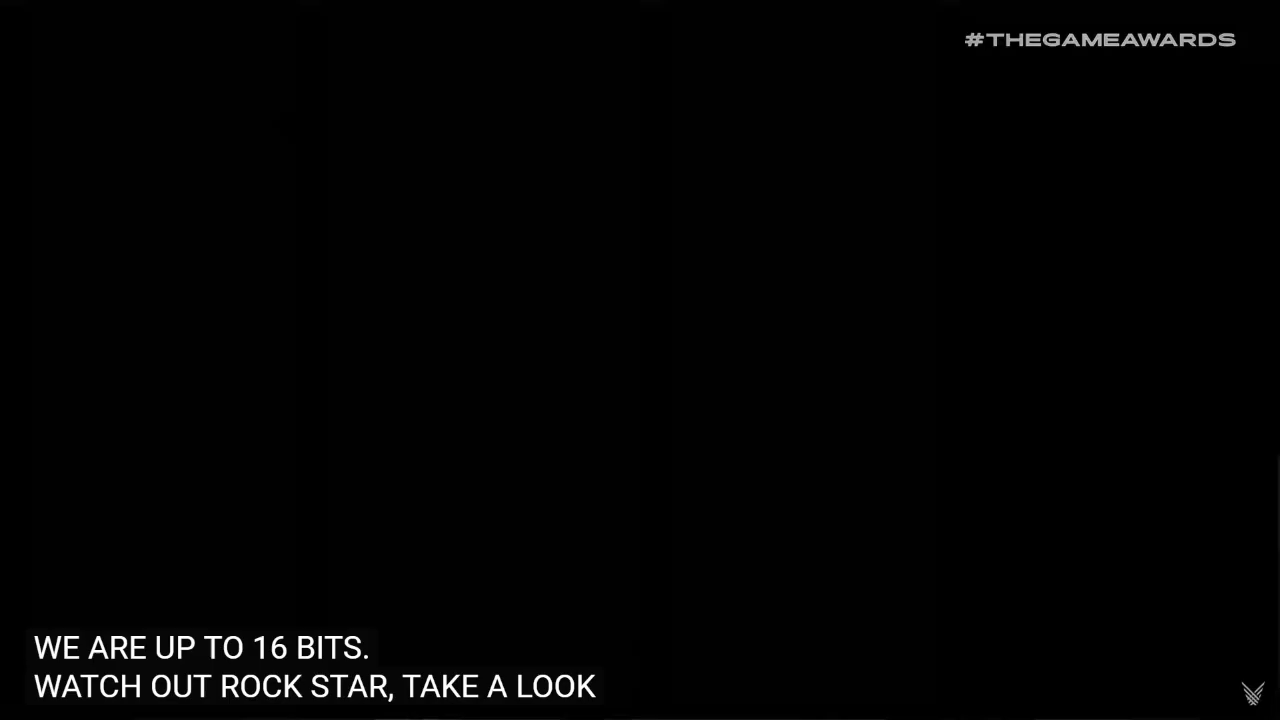 #THEGAMEAWARDS
WE ARE UP TO 16 BITS.
WATCH OUT ROCK STAR, TAKE A LOOK